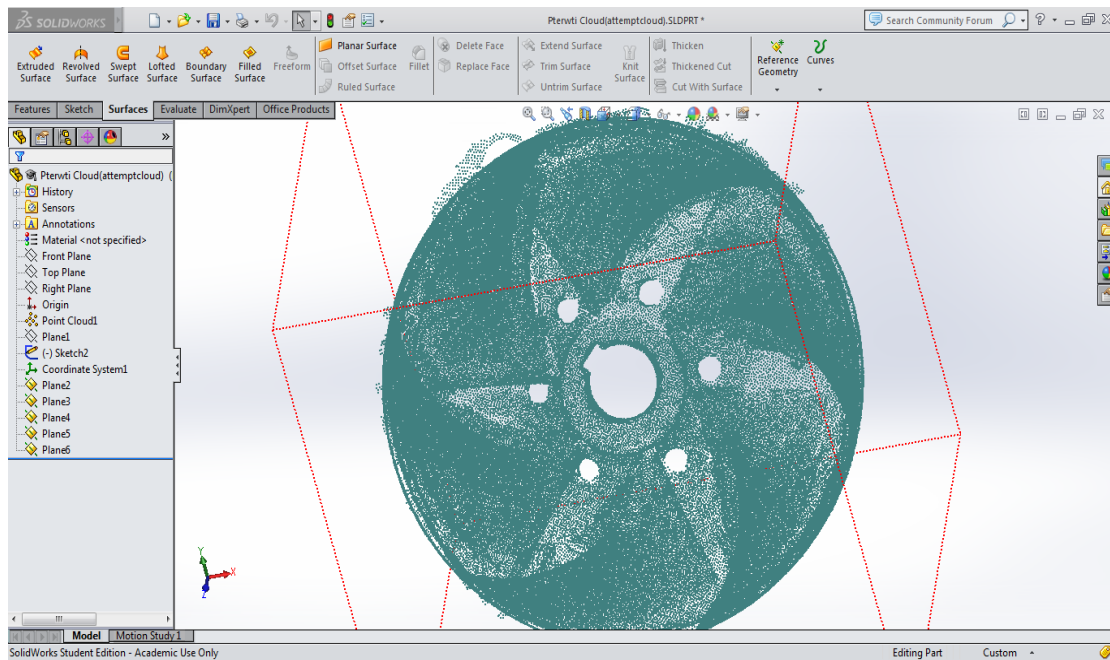 SOLIDWORKS
Pterwti Cloud(attemptcloud).SLDPRT *
Search Community Forum
Extruded Surface
Revolved Surface
Swept Surface
Lofted Surface
Boundary Surface
Filled Surface
Freeform
Planar Surface
Offset Surface
Ruled Surface
Fillet
Delete Face
Replace Face
Extend Surface
Trim Surface
Untrim Surface
Knit Surface
Thicken
Thickened Cut
Cut With Surface
Reference Geometry
Curves
Features
Sketch
Surfaces
Evaluate
DimXpert
Office Products
Pterwti Cloud(attemptcloud) (
History
Sensors
Annotations
Material <not specified>
Front Plane
Top Plane
Right Plane
Origin
Point Cloud1
Plane1
(-) Sketch2
Coordinate System1
Plane2
Plane3
Plane4
Plane5
Plane6
Y
X
Z
Model
Motion Study 1
SolidWorks Student Edition - Academic Use Only
Editing Part
Custom